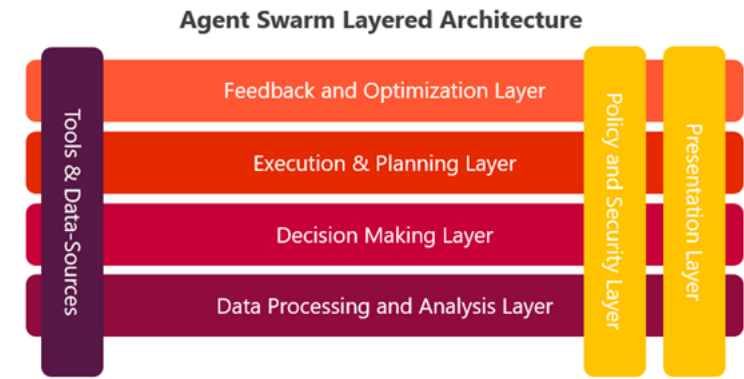 Agent Swarm Layered Architecture
Tools & Data-Sources
Feedback and Optimization Layer
Execution & Planning Layer
Decision Making Layer
Data Processing and Analysis Layer
Policy and Security Layer
Presentation Layer